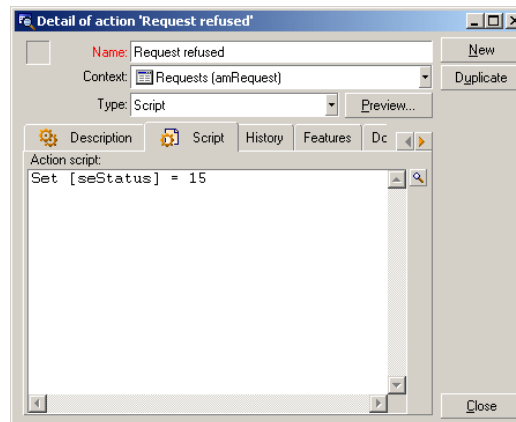 Detail of action 'Request refused'
Name: Request refused
New
Context: Requests (amRequest)
Duplicate
Type: Script
Preview...
Description Script History Features Dc
Action script:
Set [seStatus] = 15
Close